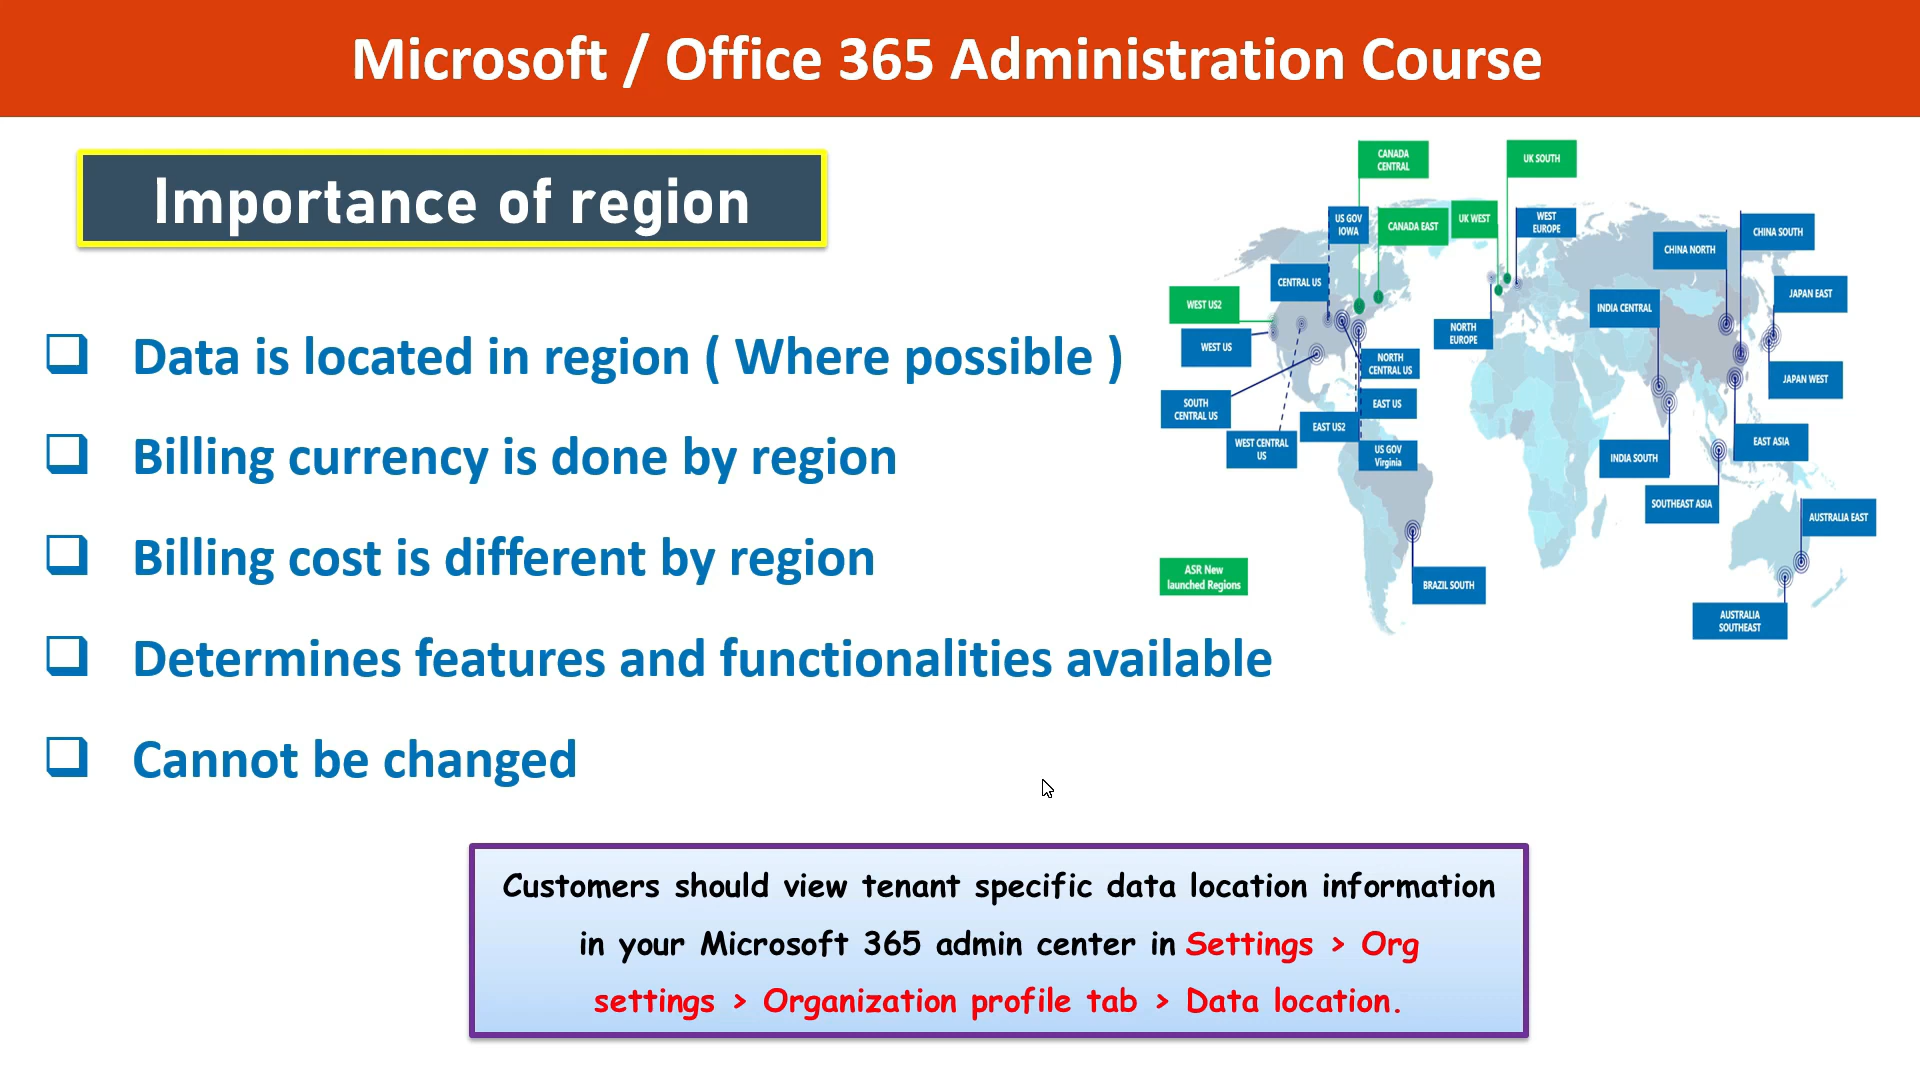 Microsoft / Office 365 Administration Course
Importance of region
Data is located in region ( Where possible )
Billing currency is done by region
Billing cost is different by region
Determines features and functionalities available
Cannot be changed
CANADA
CENTRAL
UK SOUTH
US GOV
IOWA
CANADA EAST
UK WEST
WEST
EUROPE
CHINA SOUTH
CHINA NORTH
CENTRAL US
JAPAN EAST
WEST US2
INDIA CENTRAL
NORTH
EUROPE
WEST US
NORTH
CENTRAL US
JAPAN WEST
SOUTH
CENTRAL US
EAST US
EAST US2
WEST CENTRAL
US
US GOV
Virginia
EAST ASIA
INDIA SOUTH
SOUTHEAST ASIA
AUSTRALIA EAST
ASR New
launched Regions
BRAZIL SOUTH
AUSTRALIA
SOUTHEAST
Customers should view tenant specific data location information
in your Microsoft 365 admin center in Settings > Org
settings > Organization profile tab > Data location.